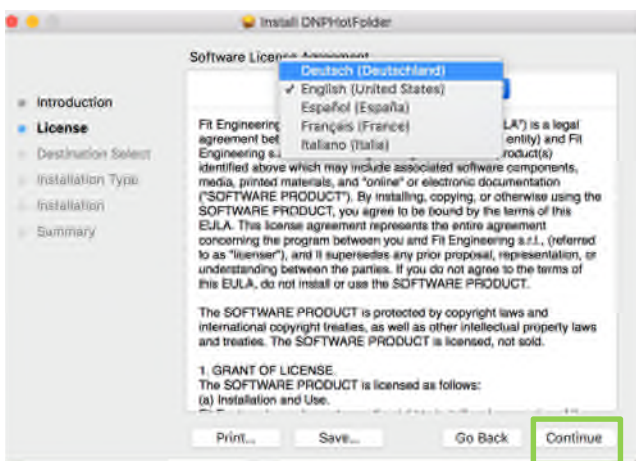 Install DNPHotFolder
Software License Agreement
Deutsch (Deutschland)
✓ English (United States)
Español (España)
Français (France)
Italiano (Italia)
Introduction
License
Destination Select
Installation Type
Installation
Summary
Fit Engineering LA") is a legal
agreement bet entity) and Fit
Engineering s. roduct(s)
identified above which may include associated software components,
media, printed materials, and "online" or electronic documentation
("SOFTWARE PRODUCT"). By installing, copying, or otherwise using the
SOFTWARE PRODUCT, you agree to be bound by the terms of this
EULA. This license agreement represents the entire agreement
concerning the program between you and Fit Engineering s.r.l., (referred
to as "licenser"), and it supersedes any prior proposal, representation, or
understanding between the parties. If you do not agree to the terms of
this EULA, do not install or use the SOFTWARE PRODUCT.
The SOFTWARE PRODUCT is protected by copyright laws and
international copyright treaties, as well as other intellectual property laws
and treaties. The SOFTWARE PRODUCT is licensed, not sold.
1. GRANT OF LICENSE.
The SOFTWARE PRODUCT is licensed as follows:
(a) Installation and Use.
Print... Save... Go Back Continue